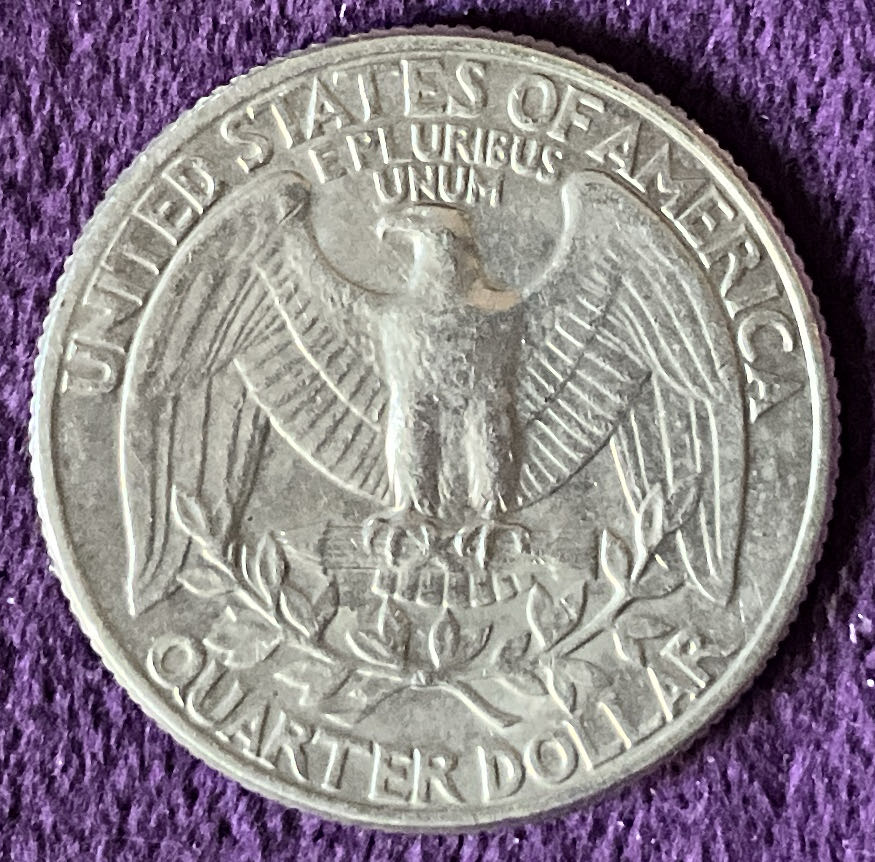 UNITED STATES OF AMERICA
E PLURIBUS
UNUM
QUARTER DOLLAR